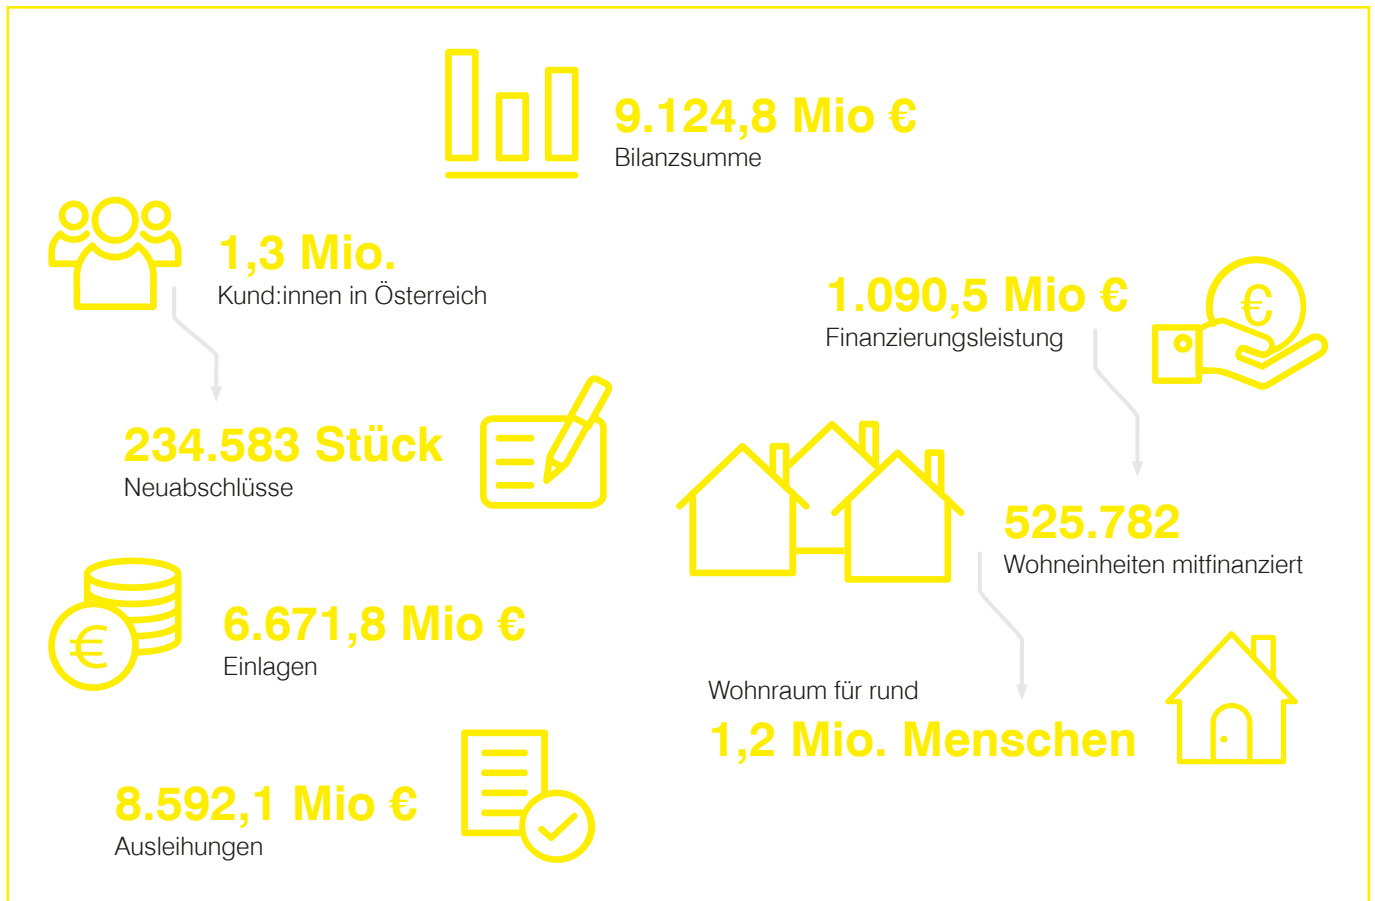 9.124,8 Mio €
Bilanzsumme
1,3 Mio.
Kund:innen in Österreich
234.583 Stück
Neuabschlüsse
6.671,8 Mio €
€
Einlagen
8.592,1 Mio €
Ausleihungen
1.090,5 Mio €
€
Finanzierungsleistung
525.782
Wohneinheiten mitfinanziert
Wohnraum für rund
1,2 Mio. Menschen